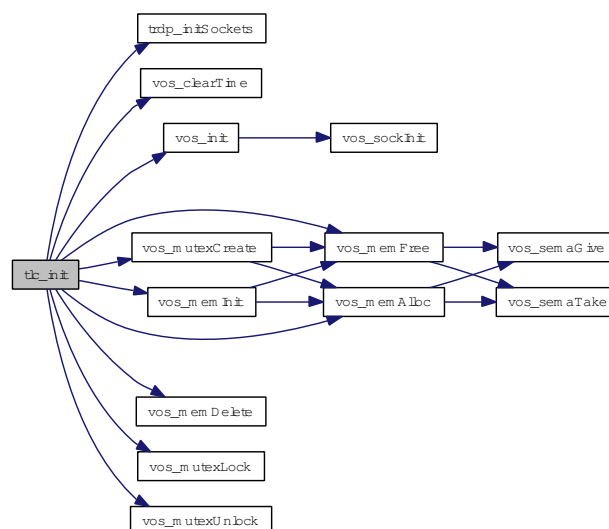 trdp_initSockets
vos_clearTime
vos_init
vos_sockInit
vos_mutexCreate
vos_memFree
vos_semaGive
tlc_init
vos_memInit
vos_memAlloc
vos_semaTake
vos_memDelete
vos_mutexLock
vos_mutexUnlock